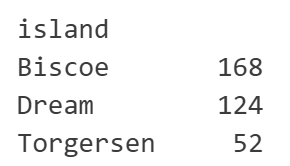 island
Biscoe       168
Dream        124
Torgersen     52